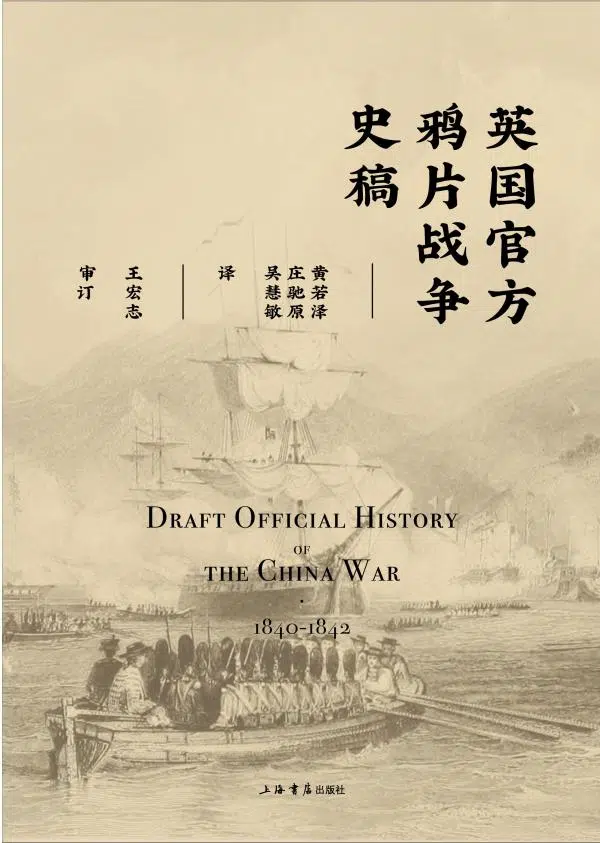 英国官方
鸦片战争
史稿
黄若泽
庄驰原
吴慧敏
译
王宏志
审订
DRAFT OFFICIAL HISTORY
OF
THE CHINA WAR
·
1840-1842
上海书店出版社